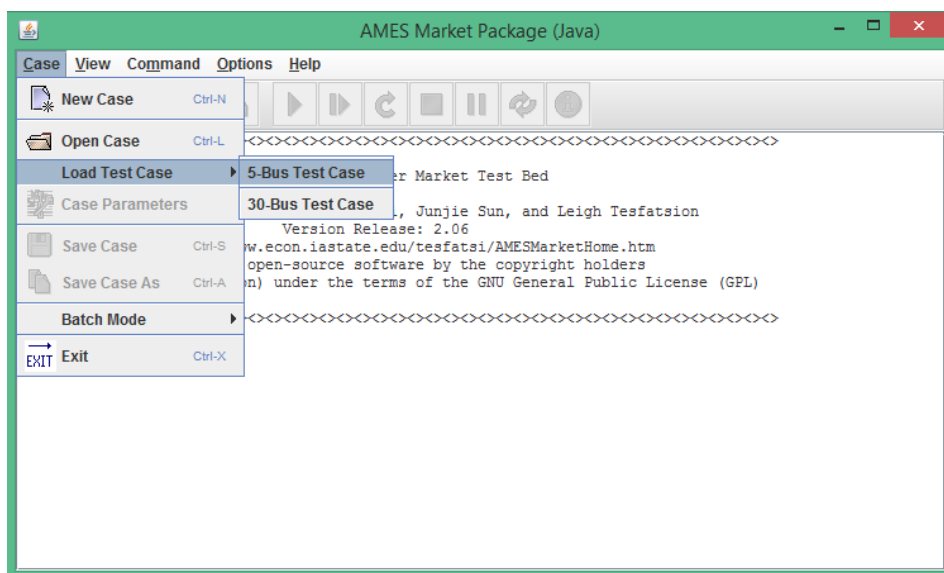 AMES Market Package (Java)
Case View Command Options Help
New Case Ctrl-N
Open Case Ctrl-L
<><><><><><><><><><><><><><><><><><><><><><><><><><><><><><>
Load Test Case 5-Bus Test Case
er Market Test Bed
Case Parameters 30-Bus Test Case
, Junjie Sun, and Leigh Tesfatsion
Version Release: 2.06
Save Case Ctrl-S
w.econ.iastate.edu/tesfatsi/AMESMarketHome.htm
open-source software by the copyright holders
Save Case As Ctrl-A
on) under the terms of the GNU General Public License (GPL)
Batch Mode
<><><><><><><><><><><><><><><><><><><><><><><><><><><><><><>
EXIT Exit Ctrl-X